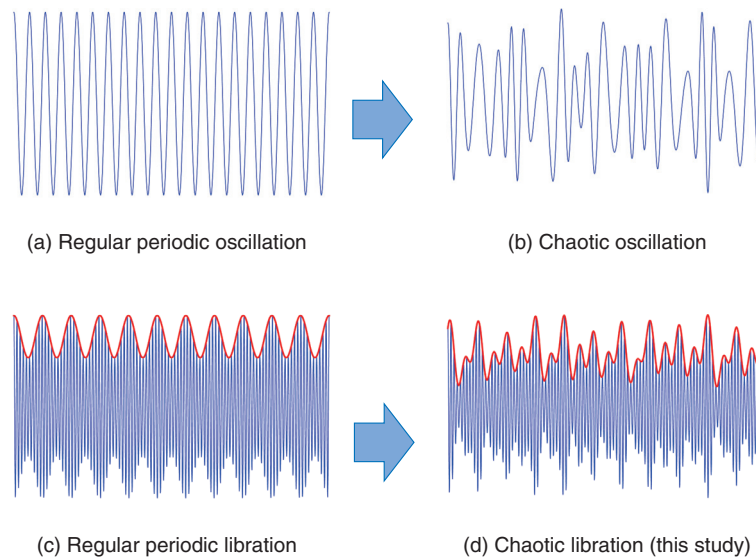 (a) Regular periodic oscillation
(b) Chaotic oscillation
(c) Regular periodic libration
(d) Chaotic libration (this study)